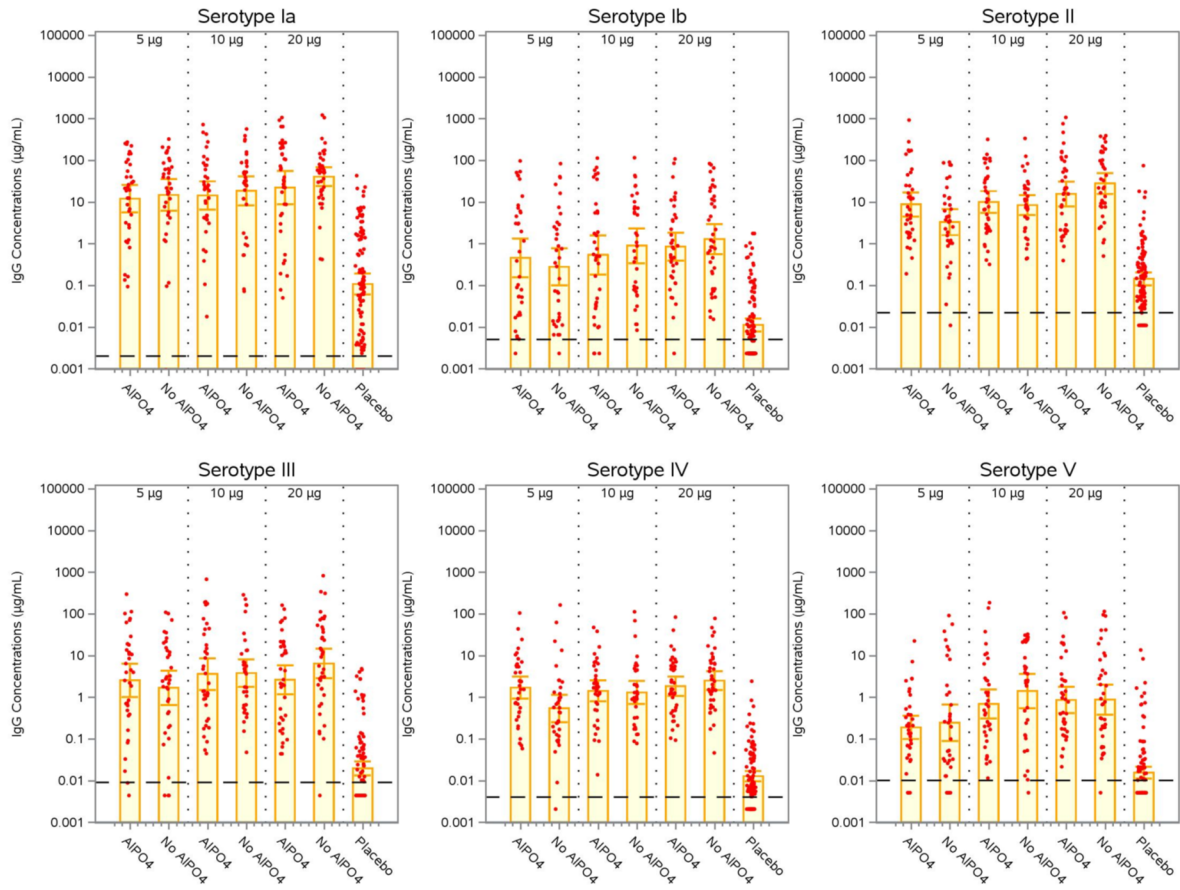 Serotype Ia
5 µg 10 µg 20 µg
IgG Concentrations (µg/mL)
100000
10000
1000
100
10
1
0.1
0.01
0.001
AlPO4 No AlPO4 AlPO4 No AlPO4 AlPO4 No AlPO4 Placebo
Serotype Ib
5 µg 10 µg 20 µg
IgG Concentrations (µg/mL)
100000
10000
1000
100
10
1
0.1
0.01
0.001
AlPO4 No AlPO4 AlPO4 No AlPO4 AlPO4 No AlPO4 Placebo
Serotype II
5 µg 10 µg 20 µg
IgG Concentrations (µg/mL)
100000
10000
1000
100
10
1
0.1
0.01
0.001
AlPO4 No AlPO4 AlPO4 No AlPO4 AlPO4 No AlPO4 Placebo
Serotype III
5 µg 10 µg 20 µg
IgG Concentrations (µg/mL)
100000
10000
1000
100
10
1
0.1
0.01
0.001
AlPO4 No AlPO4 AlPO4 No AlPO4 AlPO4 No AlPO4 Placebo
Serotype IV
5 µg 10 µg 20 µg
IgG Concentrations (µg/mL)
100000
10000
1000
100
10
1
0.1
0.01
0.001
AlPO4 No AlPO4 AlPO4 No AlPO4 AlPO4 No AlPO4 Placebo
Serotype V
5 µg 10 µg 20 µg
IgG Concentrations (µg/mL)
100000
10000
1000
100
10
1
0.1
0.01
0.001
AlPO4 No AlPO4 AlPO4 No AlPO4 AlPO4 No AlPO4 Placebo